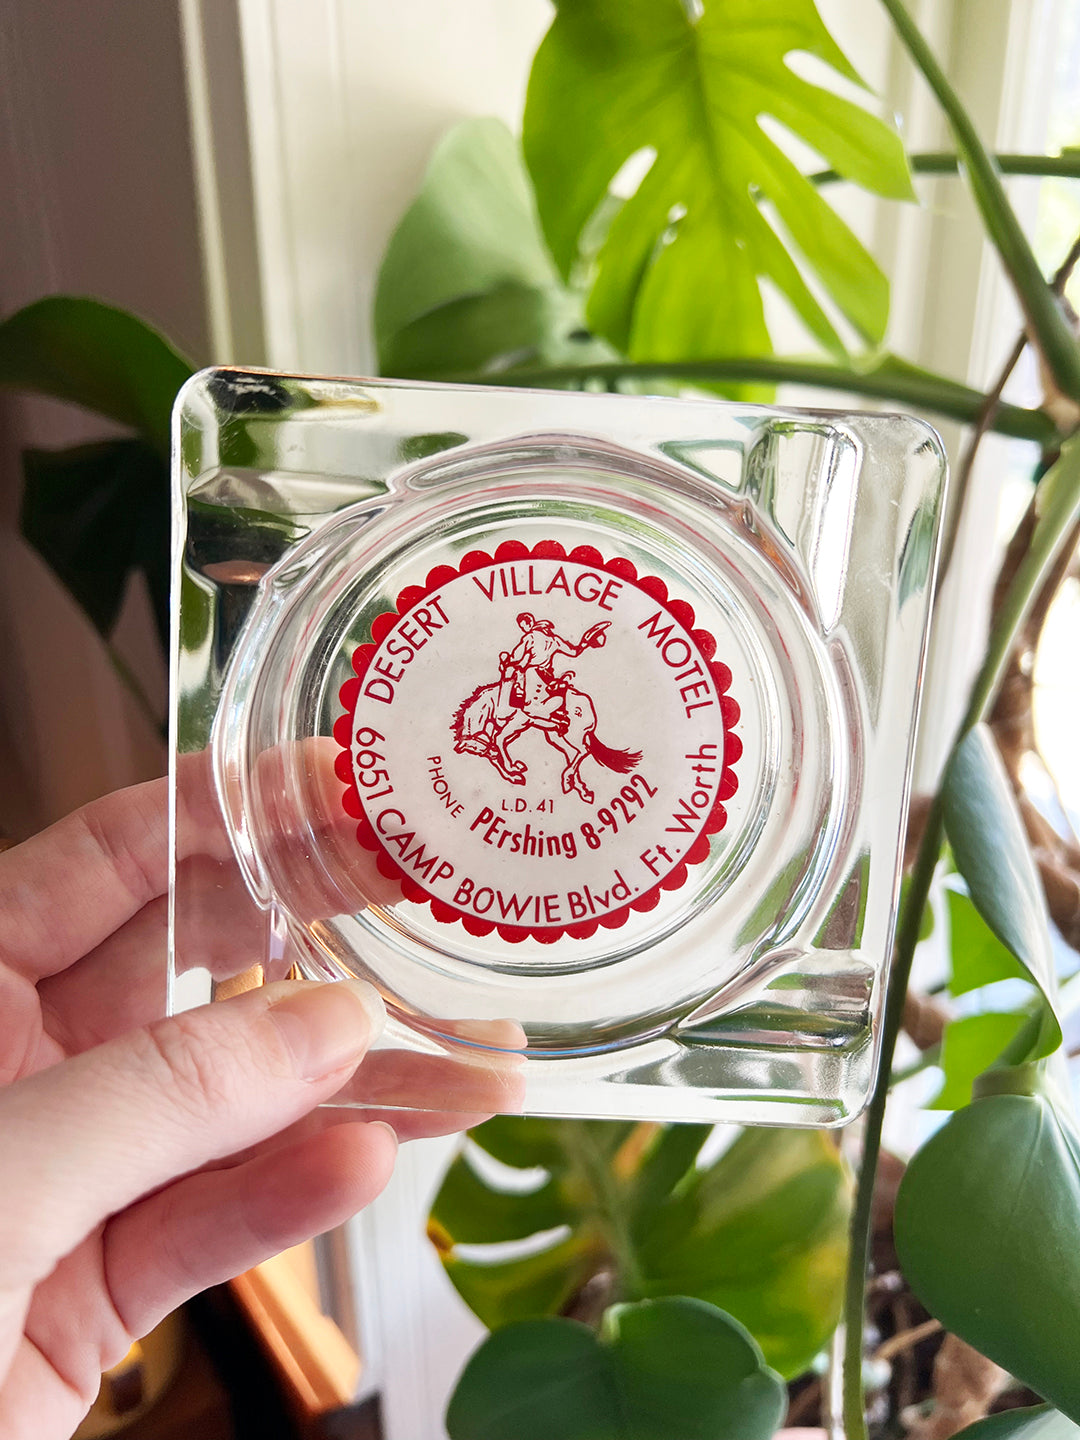 DESERT VILLAGE MOTEL
PHONE
L.D. 41
PErshing 8-9292
6651 CAMP BOWIE Blvd. Ft. Worth